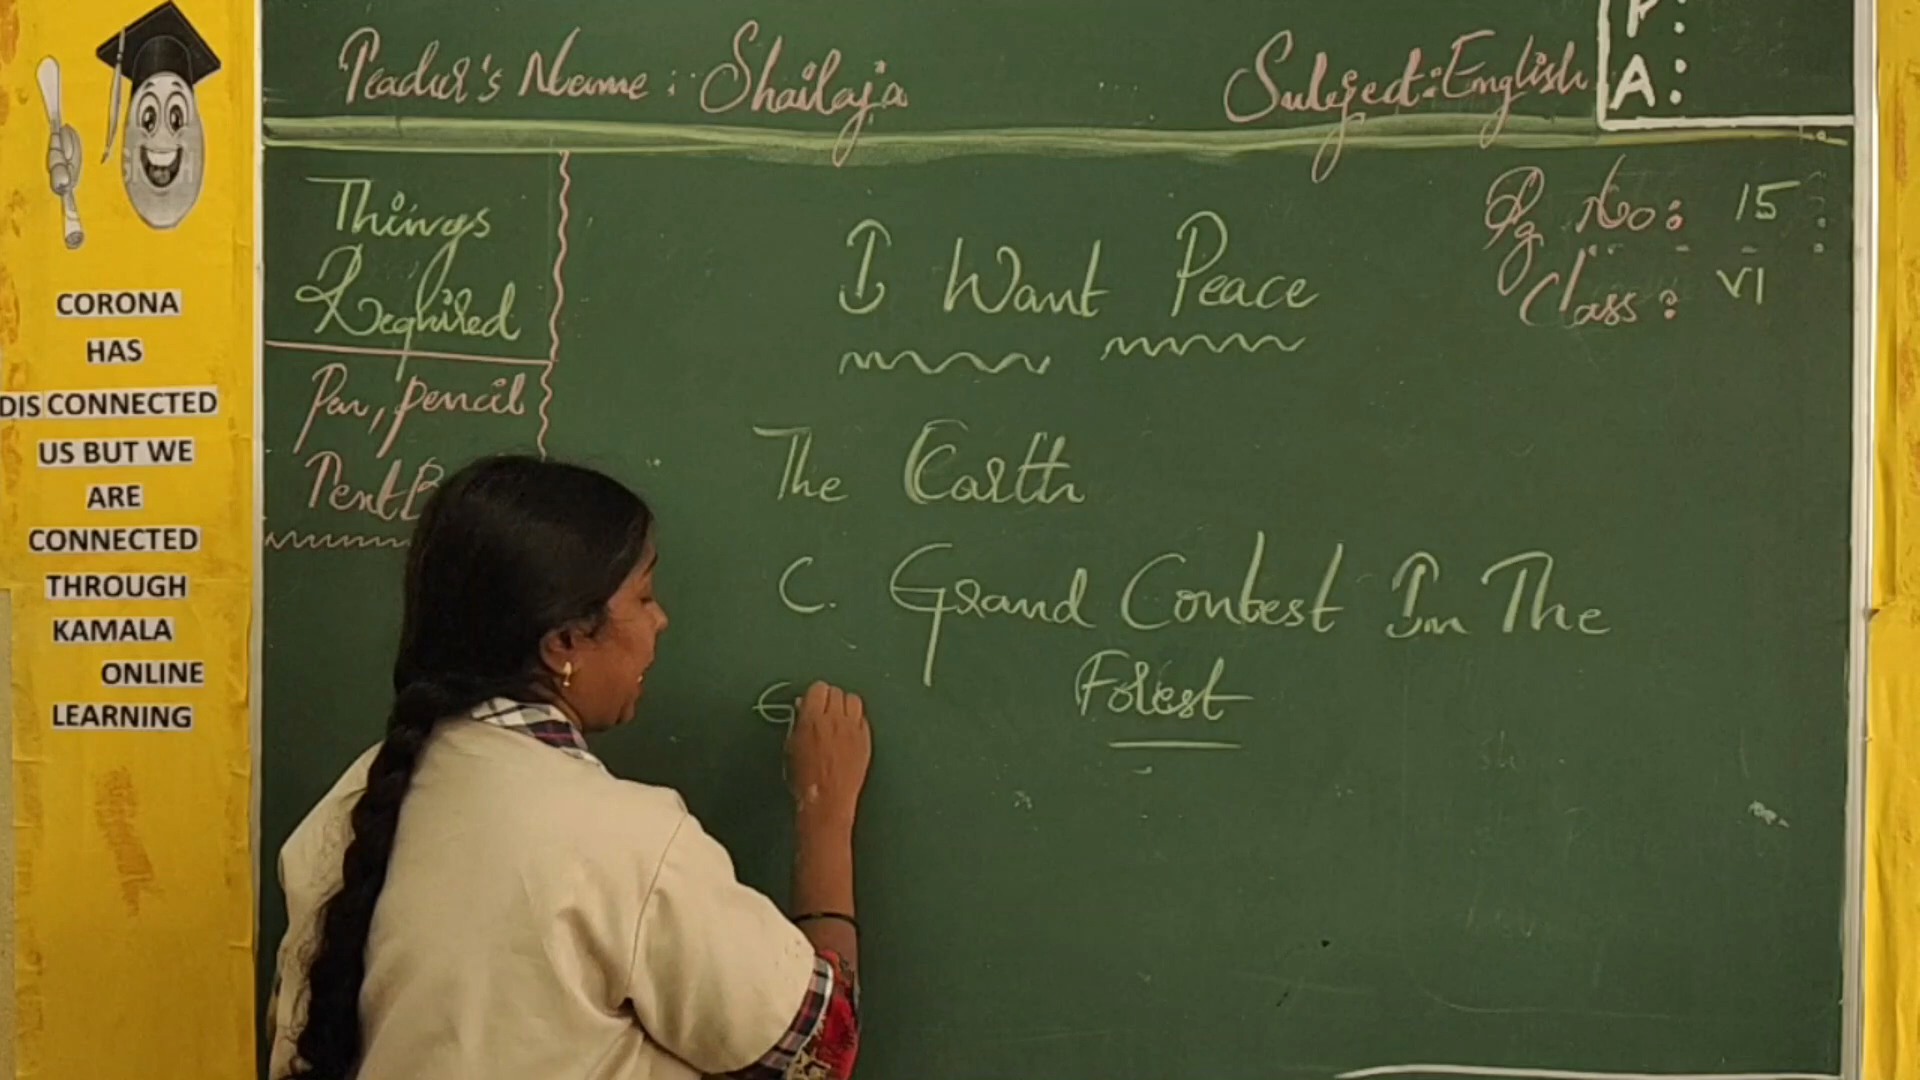 CORONA
HAS
DIS CONNECTED
US BUT WE
ARE
CONNECTED
THROUGH
KAMALA
ONLINE
LEARNING
Teacher's Name : Shailaja
Subject: English
P:
A:
Things
Required
Pen, pencil
Text B
I Want Peace
Pg No: 15
Class: VI
The Earth
C. Grand Contest In The
Forest
G